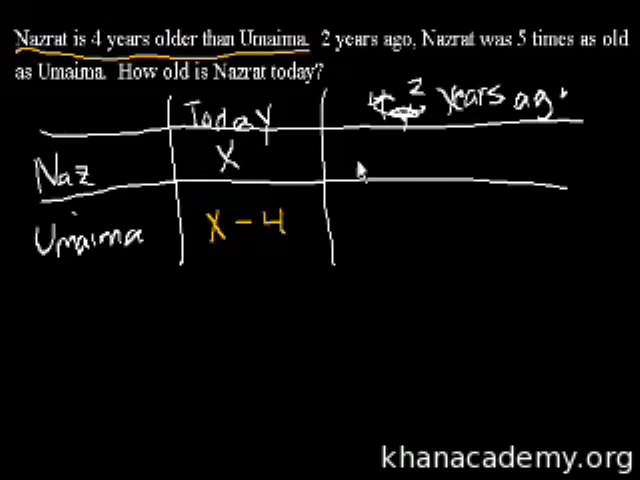 Nazrat is 4 years older than Umaima. 2 years ago, Nazrat was 5 times as old
as Umaima. How old is Nazrat today?
Today 2 years ago
Naz X
Umaima X - 4
khanacademy.org